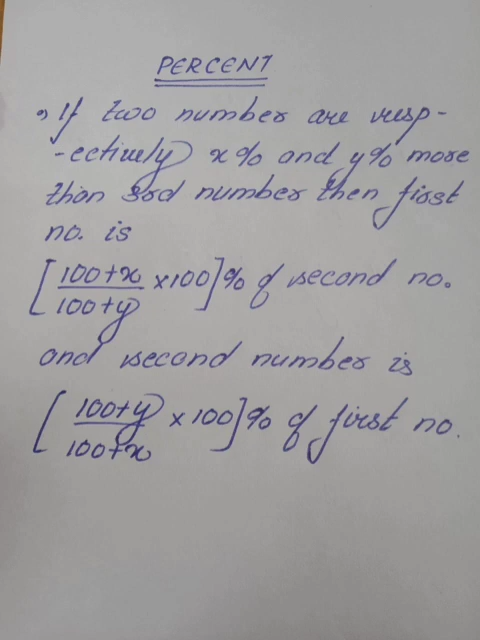 PERCENT
If two number are resp-
-ectively x% and y% more
than 3rd number then first
no. is
[100+x/100+y ×100]% of second no.
and second number is
[100+y/100+x ×100]% of first no.